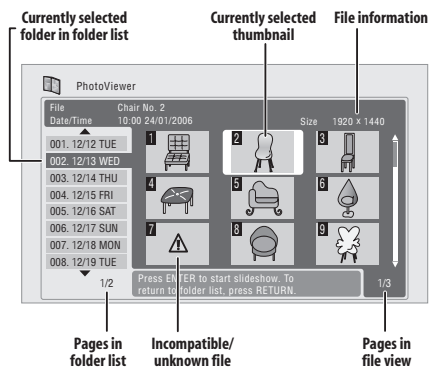 Currently selected
folder in folder list
Currently selected
thumbnail
File information
PhotoViewer
File Chair No. 2
Date/Time 10:00 24/01/2006 Size 1920 x 1440
001. 12/12 TUE
002. 12/13 WED
003. 12/14 THU
004. 12/15 FRI
005. 12/16 SAT
006. 12/17 SUN
007. 12/18 MON
008. 12/19 TUE
1/2
1
2
3
4
5
6
7
8
9
Press ENTER to start slideshow. To
return to folder list, press RETURN.
1/3
Pages in
folder list
Incompatible/
unknown file
Pages in
file view